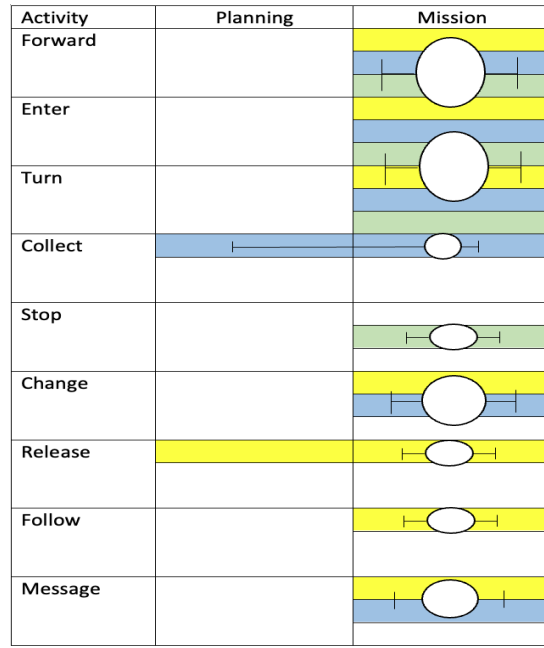 Activity Planning Mission
Forward
Enter
Turn
Collect
Stop
Change
Release
Follow
Message